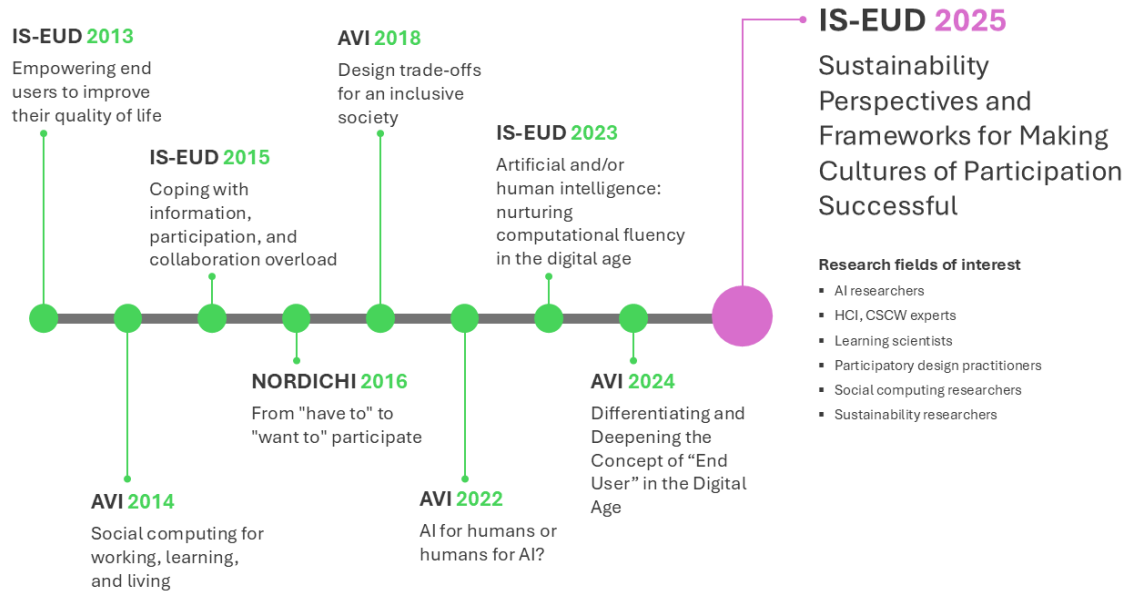 IS-EUD 2013
Empowering end
users to improve
their quality of life
AVI 2014
Social computing for
working, learning,
and living
IS-EUD 2015
Coping with
information,
participation, and
collaboration overload
NORDICHI 2016
From "have to" to
"want to" participate
AVI 2018
Design trade-offs
for an inclusive
society
AVI 2022
AI for humans or
humans for AI?
IS-EUD 2023
Artificial and/or
human intelligence:
nurturing
computational fluency
in the digital age
AVI 2024
Differentiating and
Deepening the
Concept of “End
User” in the Digital
Age
IS-EUD 2025
Sustainability
Perspectives and
Frameworks for Making
Cultures of Participation
Successful
Research fields of interest
▪ AI researchers
▪ HCI, CSCW experts
▪ Learning scientists
▪ Participatory design practitioners
▪ Social computing researchers
▪ Sustainability researchers